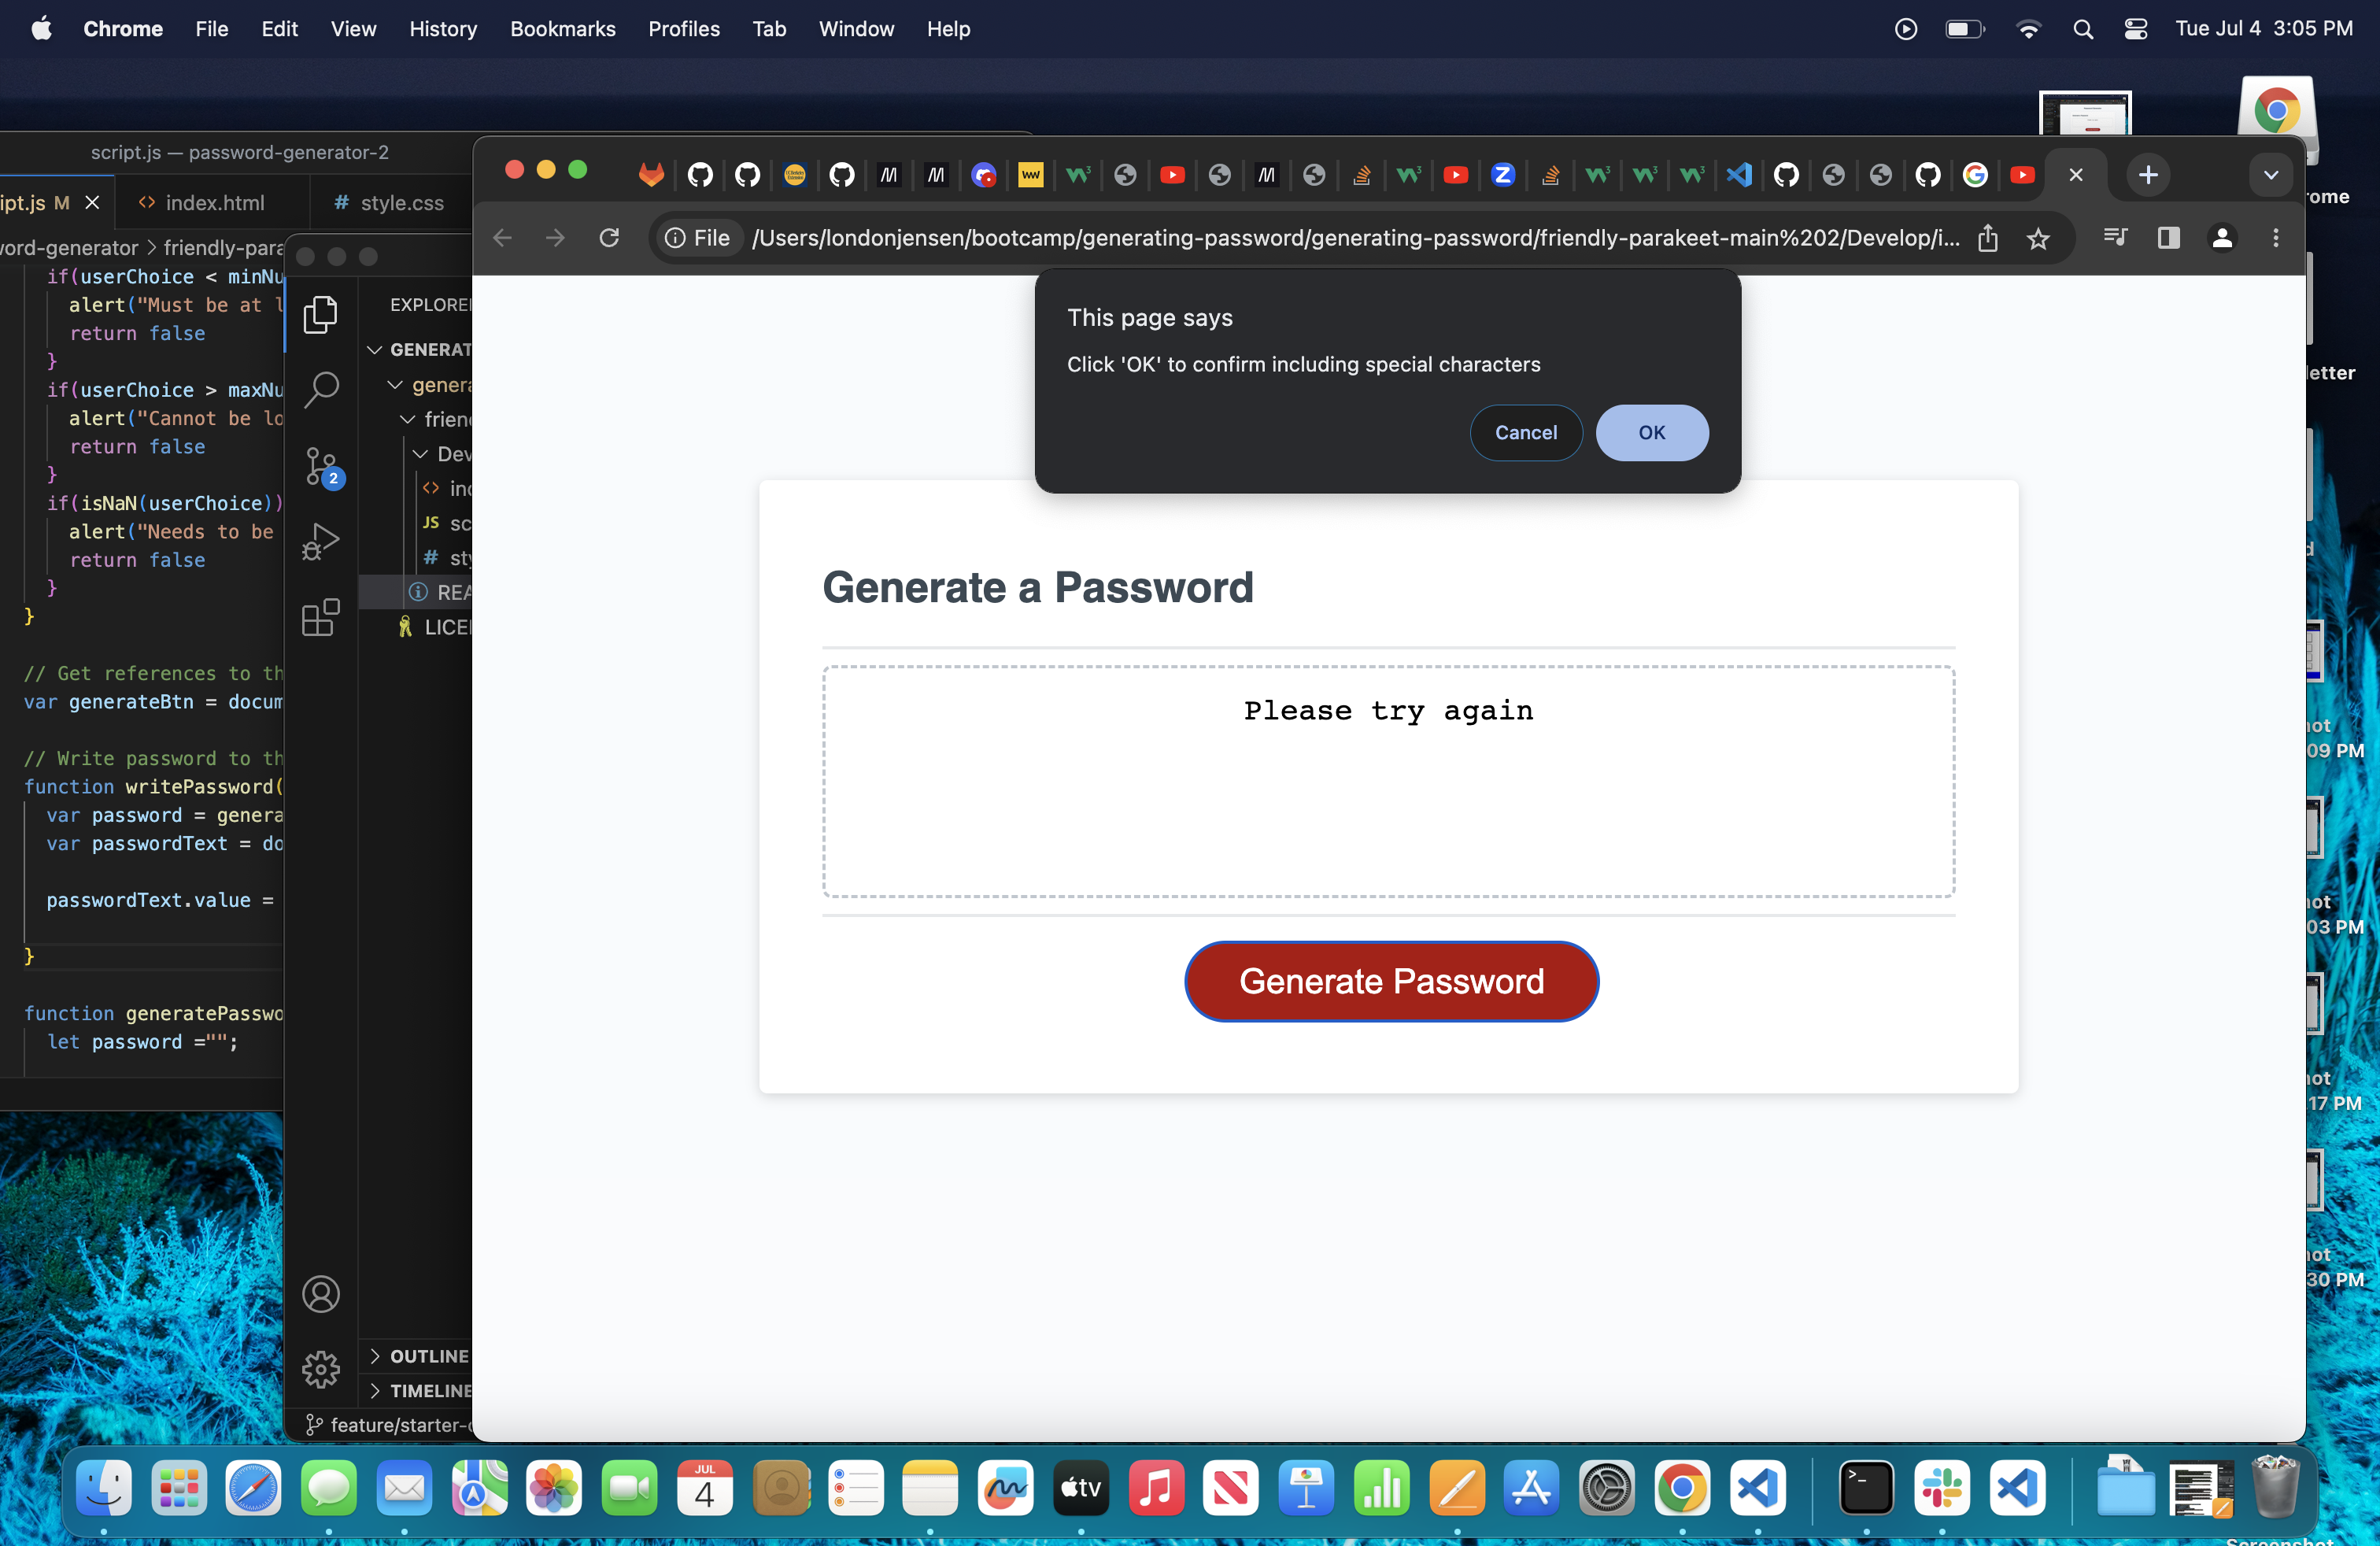 Chrome File Edit View History Bookmarks Profiles Tab Window Help
Tue Jul 4 3:05 PM
script.js — password-generator-2
ipt.js M
index.html
# style.css
File
/Users/londonjensen/bootcamp/generating-password/generating-password/friendly-parakeet-main%202/Develop/i...
ord-generator > friendly-para
if(userChoice < minNu
alert("Must be at l
return false
}
if(userChoice > maxNu
alert("Cannot be lo
return false
}
if(isNaN(userChoice))
alert("Needs to be
return false
}
}
// Get references to th
var generateBtn = docum
// Write password to th
function writePassword(
var password = genera
var passwordText = do
passwordText.value =
}
function generatePasswo
let password ="";
EXPLORE
GENERAT
genera
frien
Dev
<> ind
JS sc
# sty
REA
LICE
2
OUTLINE
TIMELINE
feature/starter-c
This page says
Click 'OK' to confirm including special characters
Cancel
OK
Generate a Password
Please try again
Generate Password
ome
etter
d
ot
09 PM
ot
03 PM
ot
17 PM
ot
30 PM
JUL
4
tv